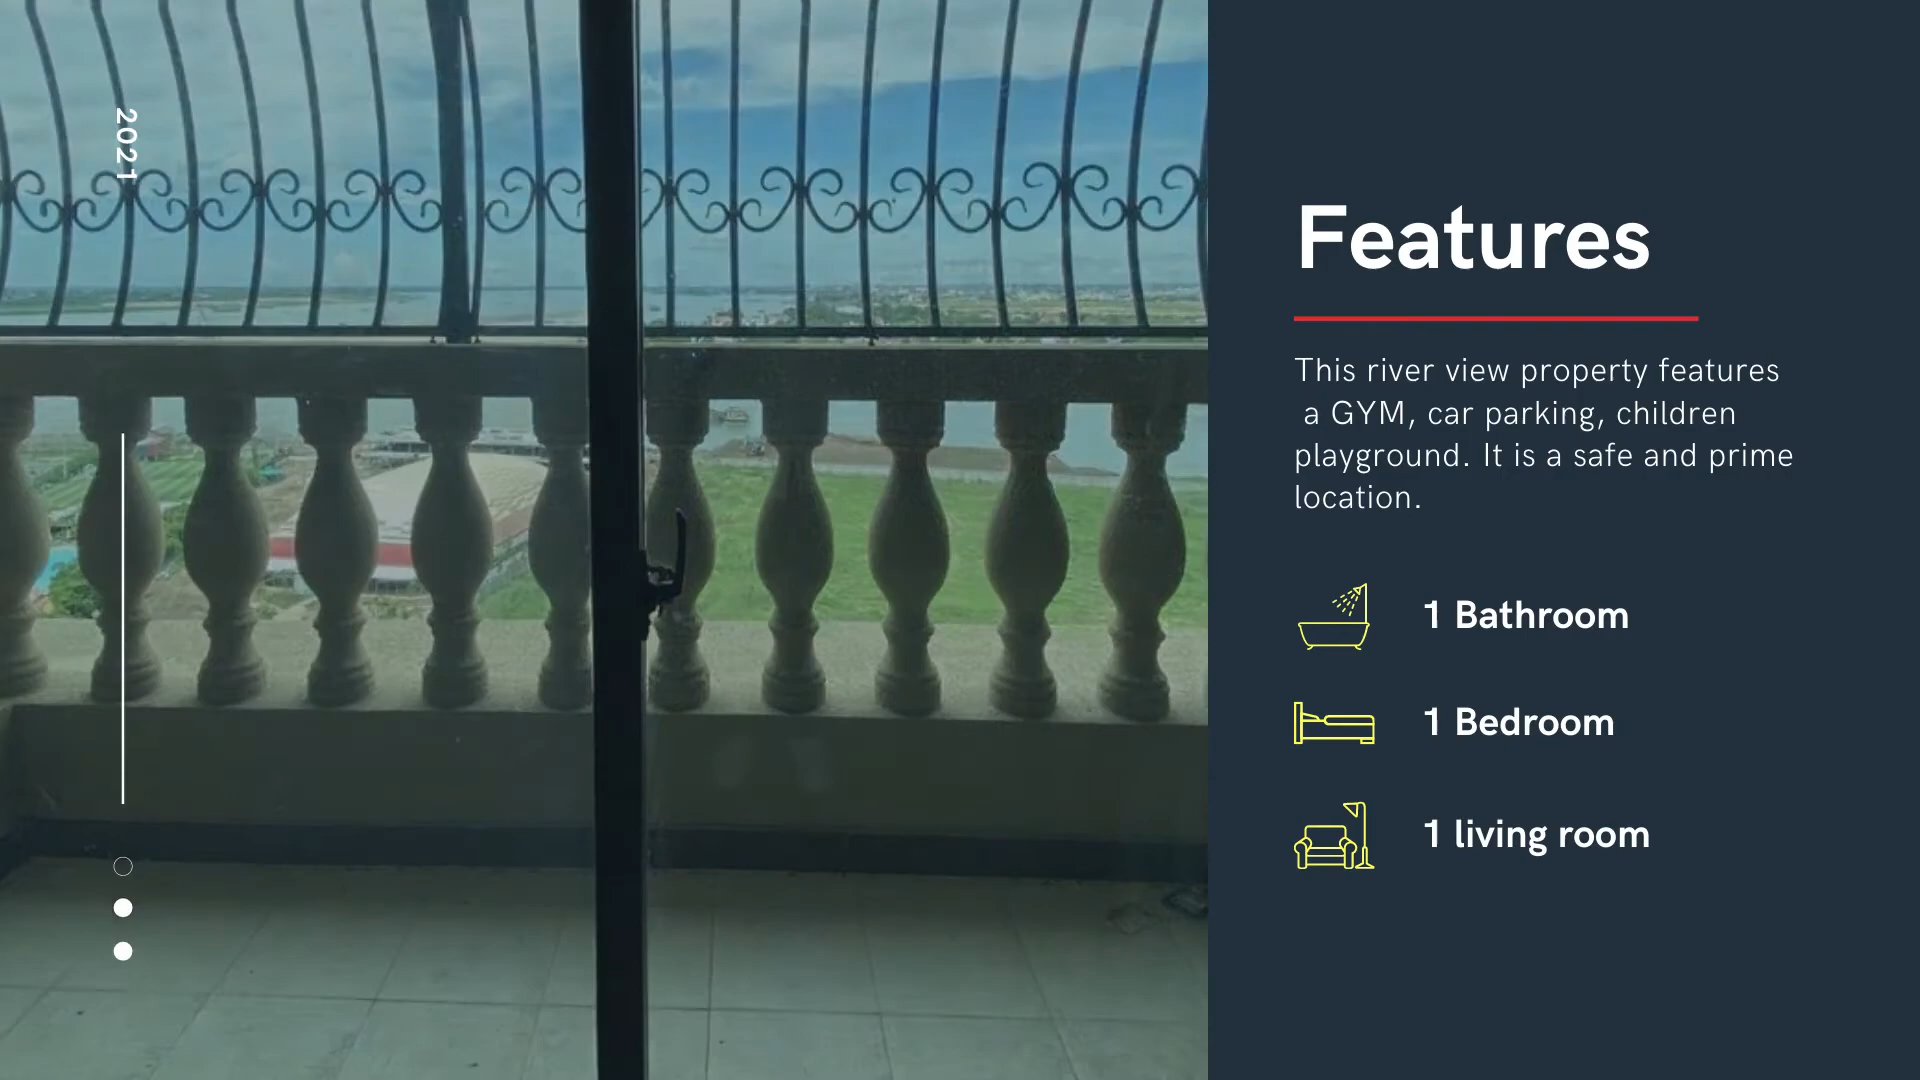 2021
Features
This river view property features
a GYM, car parking, children
playground. It is a safe and prime
location.
1 Bathroom
1 Bedroom
1 living room